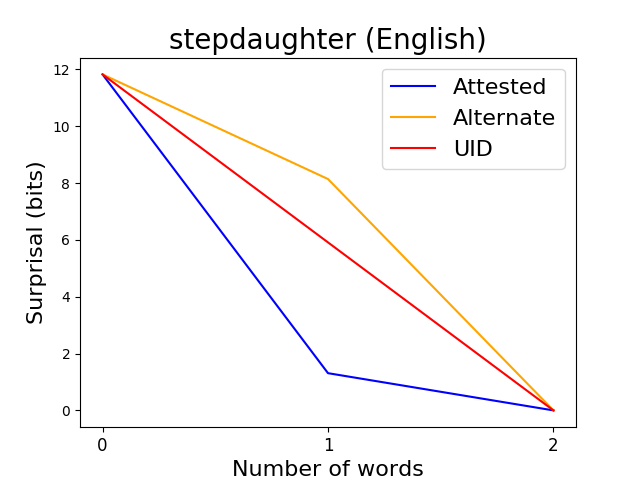 stepdaughter (English)
Attested
Alternate
UID
Surprisal (bits)
12
10
8
6
4
2
0
0 1 2
Number of words